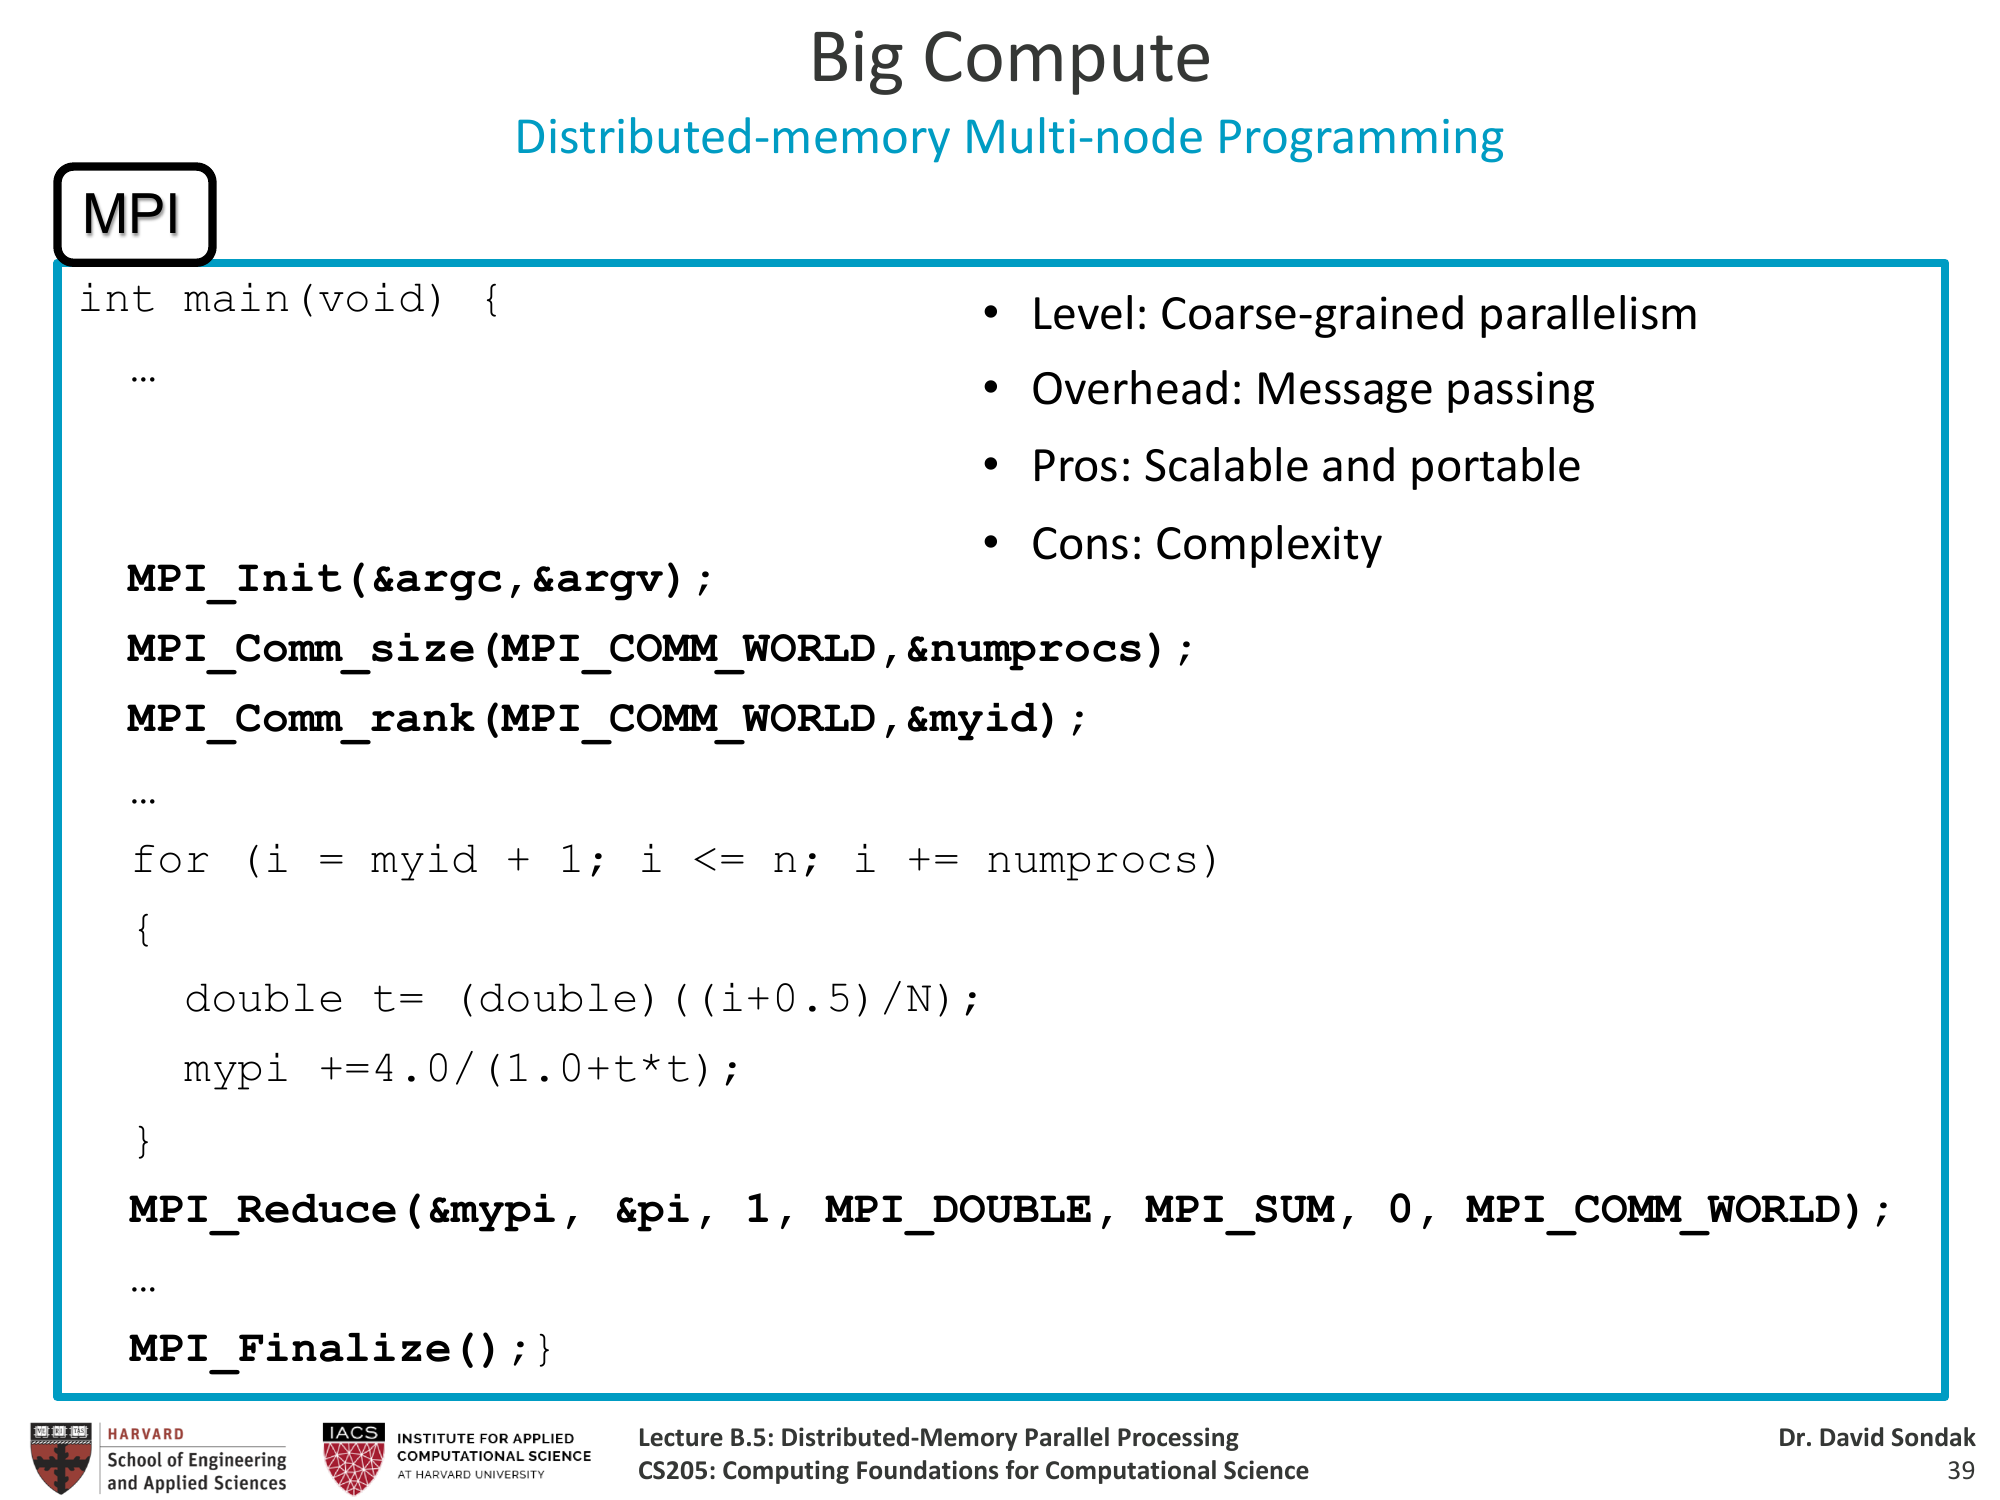 Big Compute
Distributed-memory Multi-node Programming
MPI
int main(void) {
…
• Level: Coarse-grained parallelism
• Overhead: Message passing
• Pros: Scalable and portable
• Cons: Complexity
MPI_Init(&argc,&argv);
MPI_Comm_size(MPI_COMM_WORLD,&numprocs);
MPI_Comm_rank(MPI_COMM_WORLD,&myid);
…
for (i = myid + 1; i <= n; i += numprocs)
{
double t= (double)((i+0.5)/N);
mypi +=4.0/(1.0+t*t);
}
MPI_Reduce(&mypi, &pi, 1, MPI_DOUBLE, MPI_SUM, 0, MPI_COMM_WORLD);
…
MPI_Finalize();}
HARVARD
School of Engineering
and Applied Sciences
IACS
INSTITUTE FOR APPLIED
COMPUTATIONAL SCIENCE
AT HARVARD UNIVERSITY
Lecture B.5: Distributed-Memory Parallel Processing
CS205: Computing Foundations for Computational Science
Dr. David Sondak
39